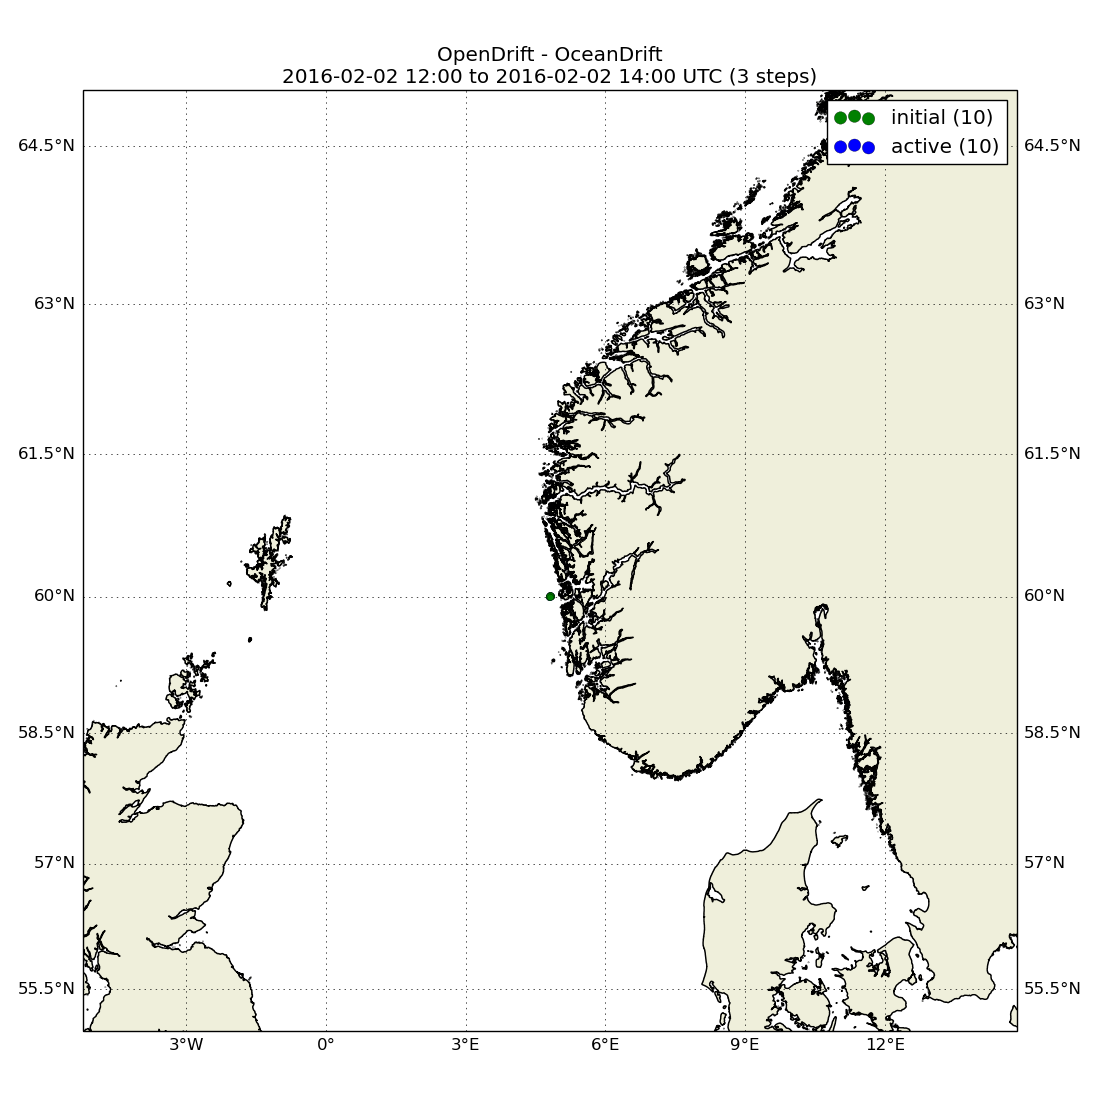 OpenDrift - OceanDrift
2016-02-02 12:00 to 2016-02-02 14:00 UTC (3 steps)
initial (10)
active (10)
64.5°N
64.5°N
63°N
63°N
61.5°N
61.5°N
60°N
60°N
58.5°N
58.5°N
57°N
57°N
55.5°N
55.5°N
3°W
0°
3°E
6°E
9°E
12°E